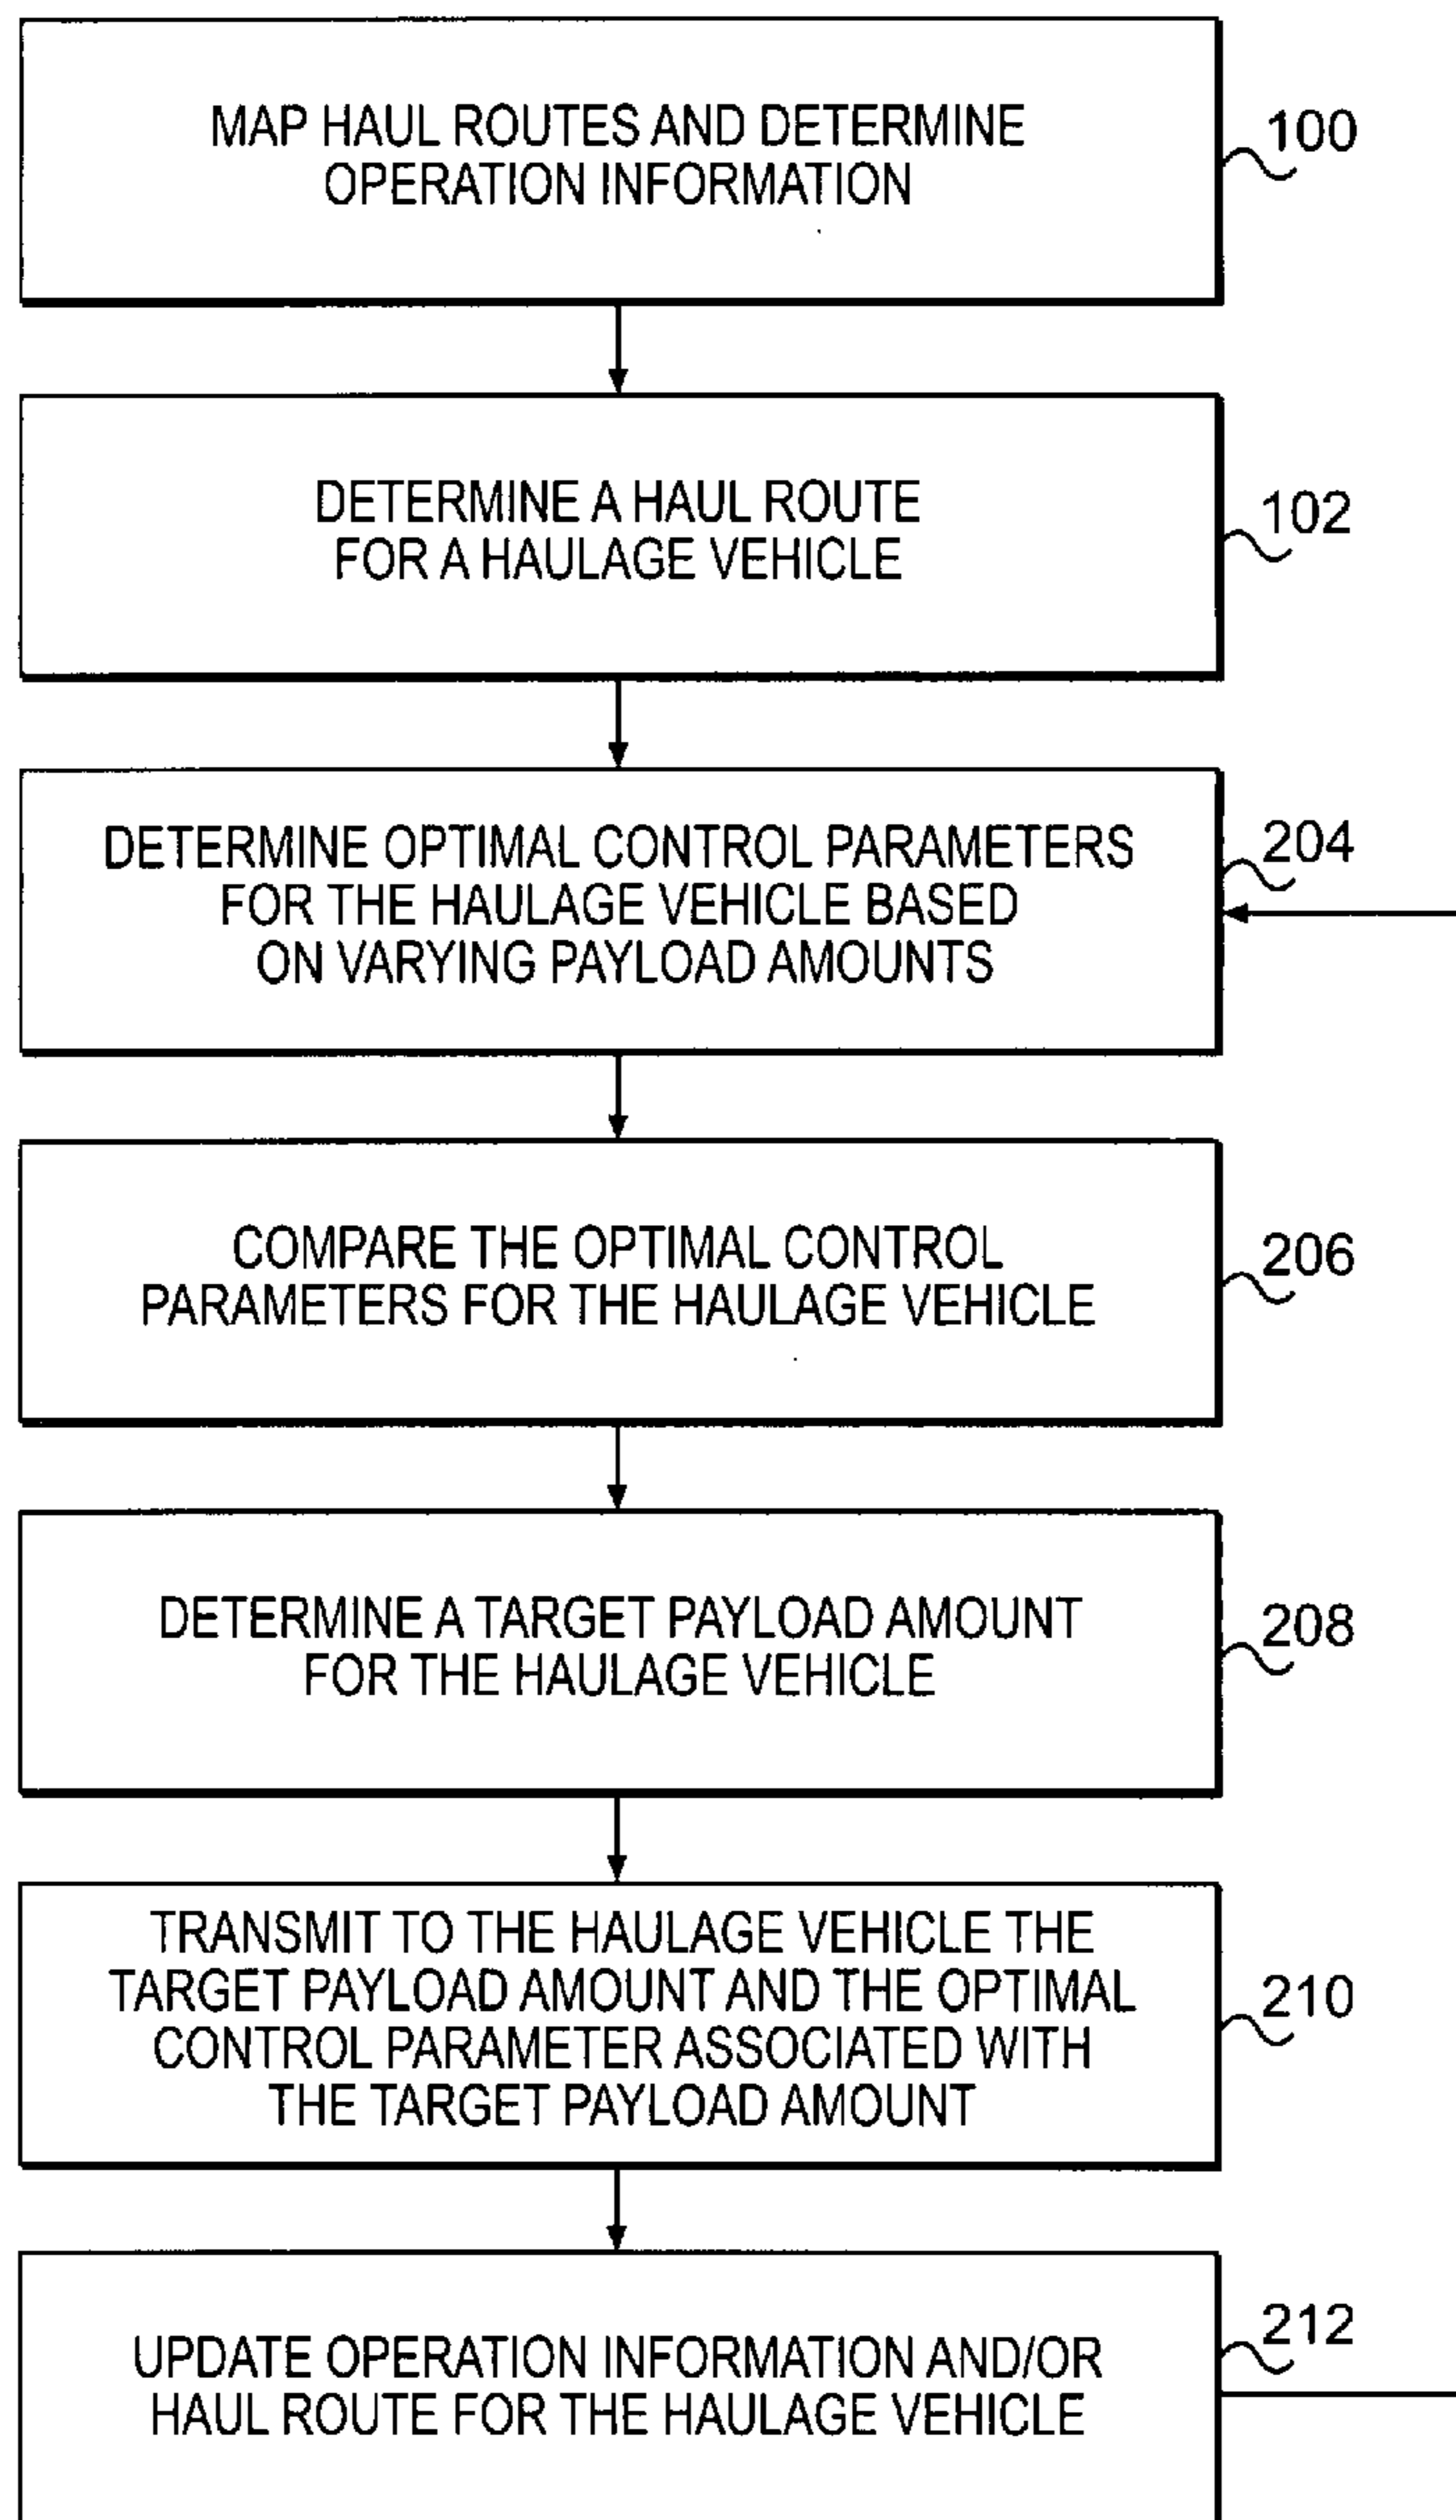 MAP HAUL ROUTES AND DETERMINE
OPERATION INFORMATION
100
DETERMINE A HAUL ROUTE
FOR A HAULAGE VEHICLE
102
DETERMINE OPTIMAL CONTROL PARAMETERS
FOR THE HAULAGE VEHICLE BASED
ON VARYING PAYLOAD AMOUNTS
204
COMPARE THE OPTIMAL CONTROL
PARAMETERS FOR THE HAULAGE VEHICLE
206
DETERMINE A TARGET PAYLOAD AMOUNT
FOR THE HAULAGE VEHICLE
208
TRANSMIT TO THE HAULAGE VEHICLE THE
TARGET PAYLOAD AMOUNT AND THE OPTIMAL
CONTROL PARAMETER ASSOCIATED WITH
THE TARGET PAYLOAD AMOUNT
210
UPDATE OPERATION INFORMATION AND/OR
HAUL ROUTE FOR THE HAULAGE VEHICLE
212